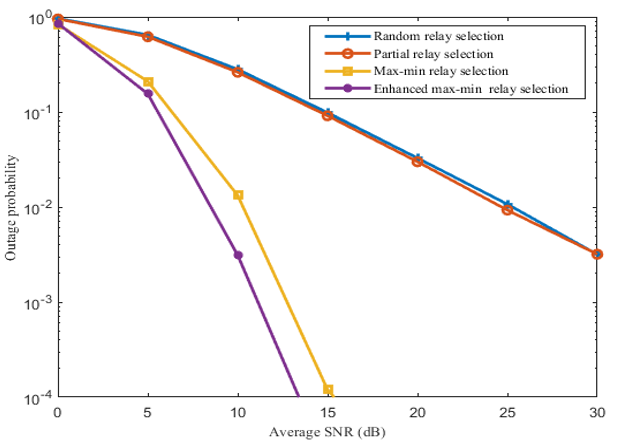 Random relay selection
Partial relay selection
Max-min relay selection
Enhanced max-min relay selection
10^0
10^-1
10^-2
10^-3
10^-4
Outage probability
0 5 10 15 20 25 30
Average SNR (dB)